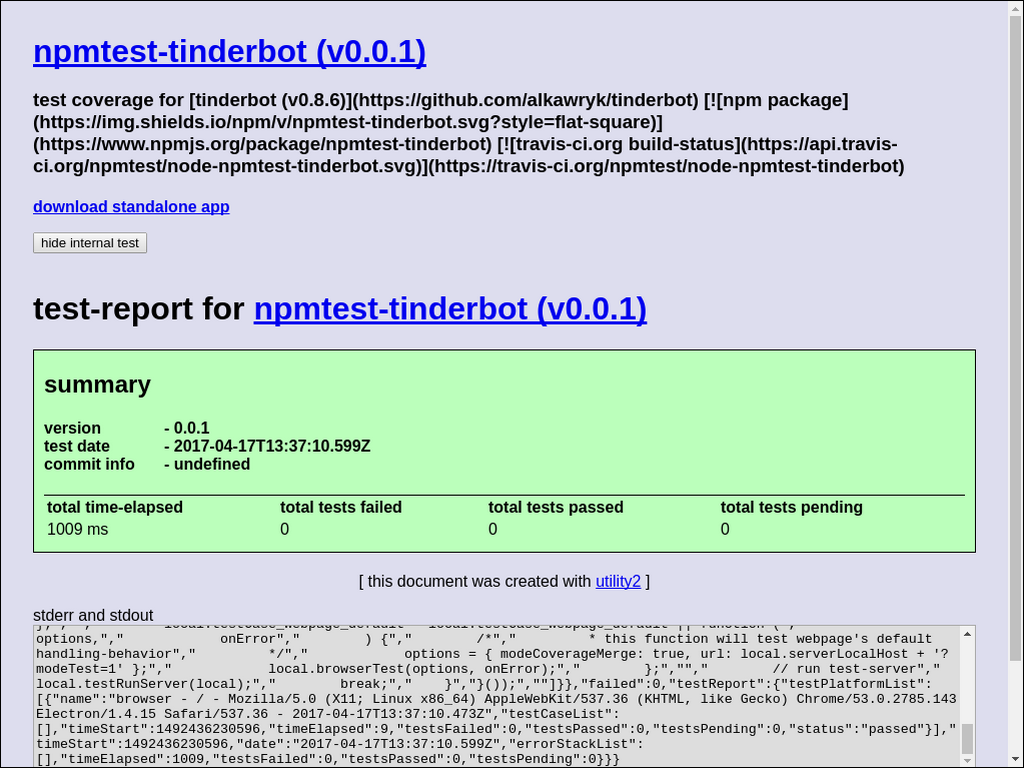 npmtest-tinderbot (v0.0.1)
test coverage for [tinderbot (v0.8.6)](https://github.com/alkawryk/tinderbot) [![npm package]
(https://img.shields.io/npm/v/npmtest-tinderbot.svg?style=flat-square)]
(https://www.npmjs.org/package/npmtest-tinderbot) [![travis-ci.org build-status](https://api.travis-
ci.org/npmtest/node-npmtest-tinderbot.svg)](https://travis-ci.org/npmtest/node-npmtest-tinderbot)
download standalone app
hide internal test
test-report for npmtest-tinderbot (v0.0.1)
summary
version - 0.0.1
test date - 2017-04-17T13:37:10.599Z
commit info - undefined
total time-elapsed total tests failed total tests passed total tests pending
1009 ms 0 0 0
[ this document was created with utility2 ]
stderr and stdout
options,","            onError","        ) {","        /*","         * this function will test webpage's default
handling-behavior","         */","            options = { modeCoverageMerge: true, url: local.serverLocalHost + '?
modeTest=1' };","            local.browserTest(options, onError);","        };","","        // run test-server","
local.testRunServer(local);","        break;","    }","}());",""]}},"failed":0,"testReport":{"testPlatformList":
[{"name":"browser - / - Mozilla/5.0 (X11; Linux x86_64) AppleWebKit/537.36 (KHTML, like Gecko) Chrome/53.0.2785.143
Electron/1.4.15 Safari/537.36 - 2017-04-17T13:37:10.473Z","testCaseList":
[],"timeStart":1492436230596,"timeElapsed":9,"testsFailed":0,"testsPassed":0,"testsPending":0,"status":"passed"}],"
timeStart":1492436230596,"date":"2017-04-17T13:37:10.599Z","errorStackList":
[],"timeElapsed":1009,"testsFailed":0,"testsPassed":0,"testsPending":0}}}